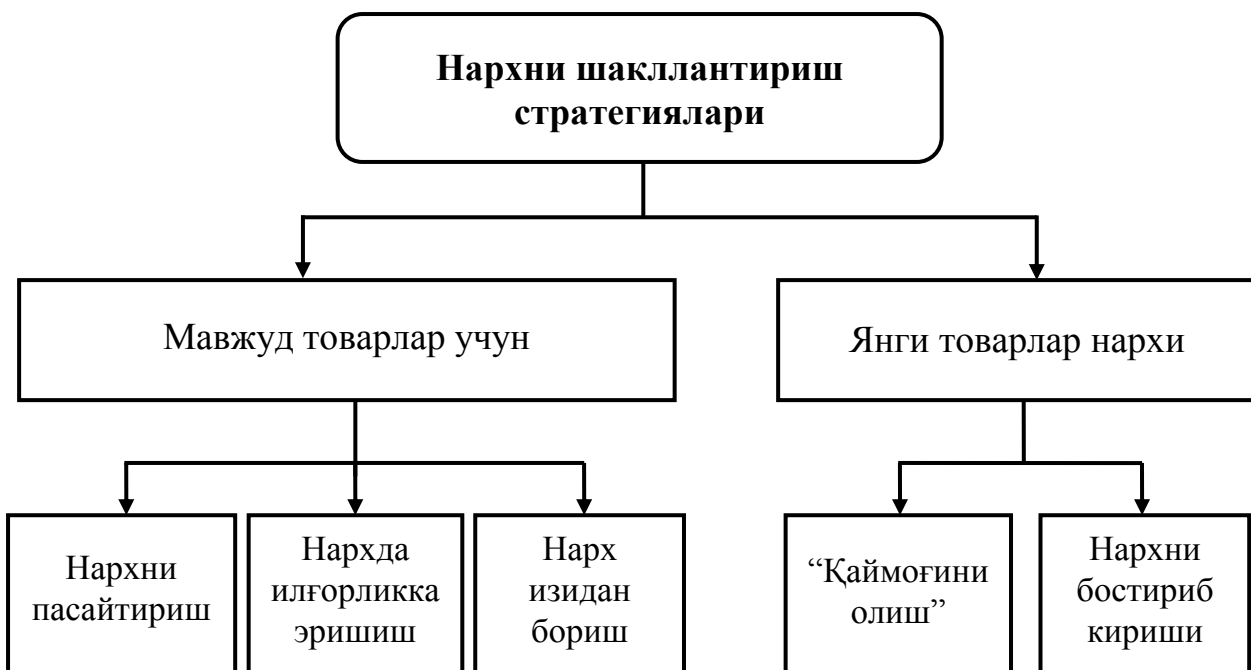 Нархни шакллантириш
стратегиялари
Мавжуд товарлар учун
Янги товарлар нархи
Нархни
пасайтириш
Нархда
илғорликка
эришиш
Нарх
изидан
бориш
“Қаймоғини
олиш”
Нархни
бостириб
кириши